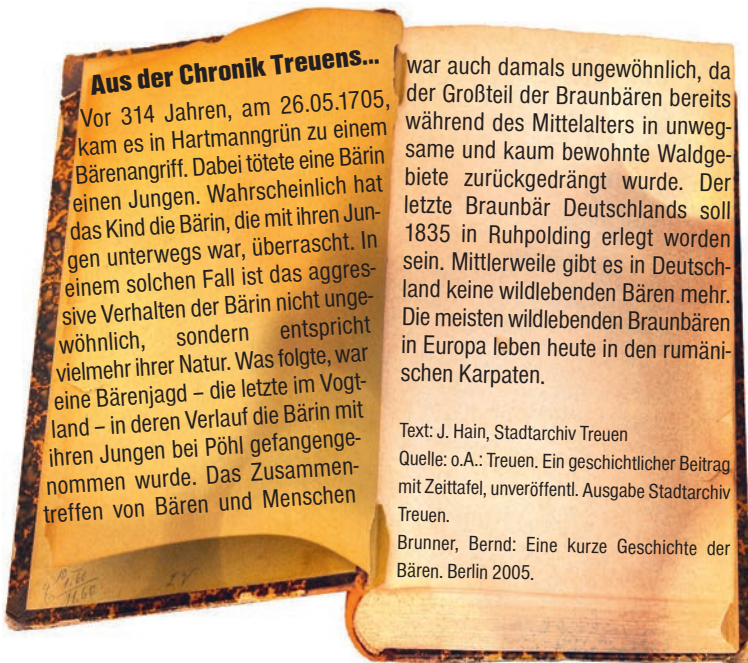 Aus der Chronik Treuens...
Vor 314 Jahren, am 26.05.1705,
kam es in Hartmanngrün zu einem
Bärenangriff. Dabei tötete eine Bärin
einen Jungen. Wahrscheinlich hat
das Kind die Bärin, die mit ihren Jun-
gen unterwegs war, überrascht. In
einem solchen Fall ist das aggres-
sive Verhalten der Bärin nicht unge-
wöhnlich, sondern entspricht
vielmehr ihrer Natur. Was folgte, war
eine Bärenjagd – die letzte im Vogt-
land – in deren Verlauf die Bärin mit
ihren Jungen bei Pöhl gefangenge-
nommen wurde. Das Zusammen-
treffen von Bären und Menschen
war auch damals ungewöhnlich, da
der Großteil der Braunbären bereits
während des Mittelalters in unweg-
same und kaum bewohnte Waldge-
biete zurückgedrängt wurde. Der
letzte Braunbär Deutschlands soll
1835 in Ruhpolding erlegt worden
sein. Mittlerweile gibt es in Deutsch-
land keine wildlebenden Bären mehr.
Die meisten wildlebenden Braunbären
in Europa leben heute in den rumäni-
schen Karpaten.
Text: J. Hain, Stadtarchiv Treuen
Quelle: o.A.: Treuen. Ein geschichtlicher Beitrag
mit Zeittafel, unveröffentl. Ausgabe Stadtarchiv
Treuen.
Brunner, Bernd: Eine kurze Geschichte der
Bären. Berlin 2005.